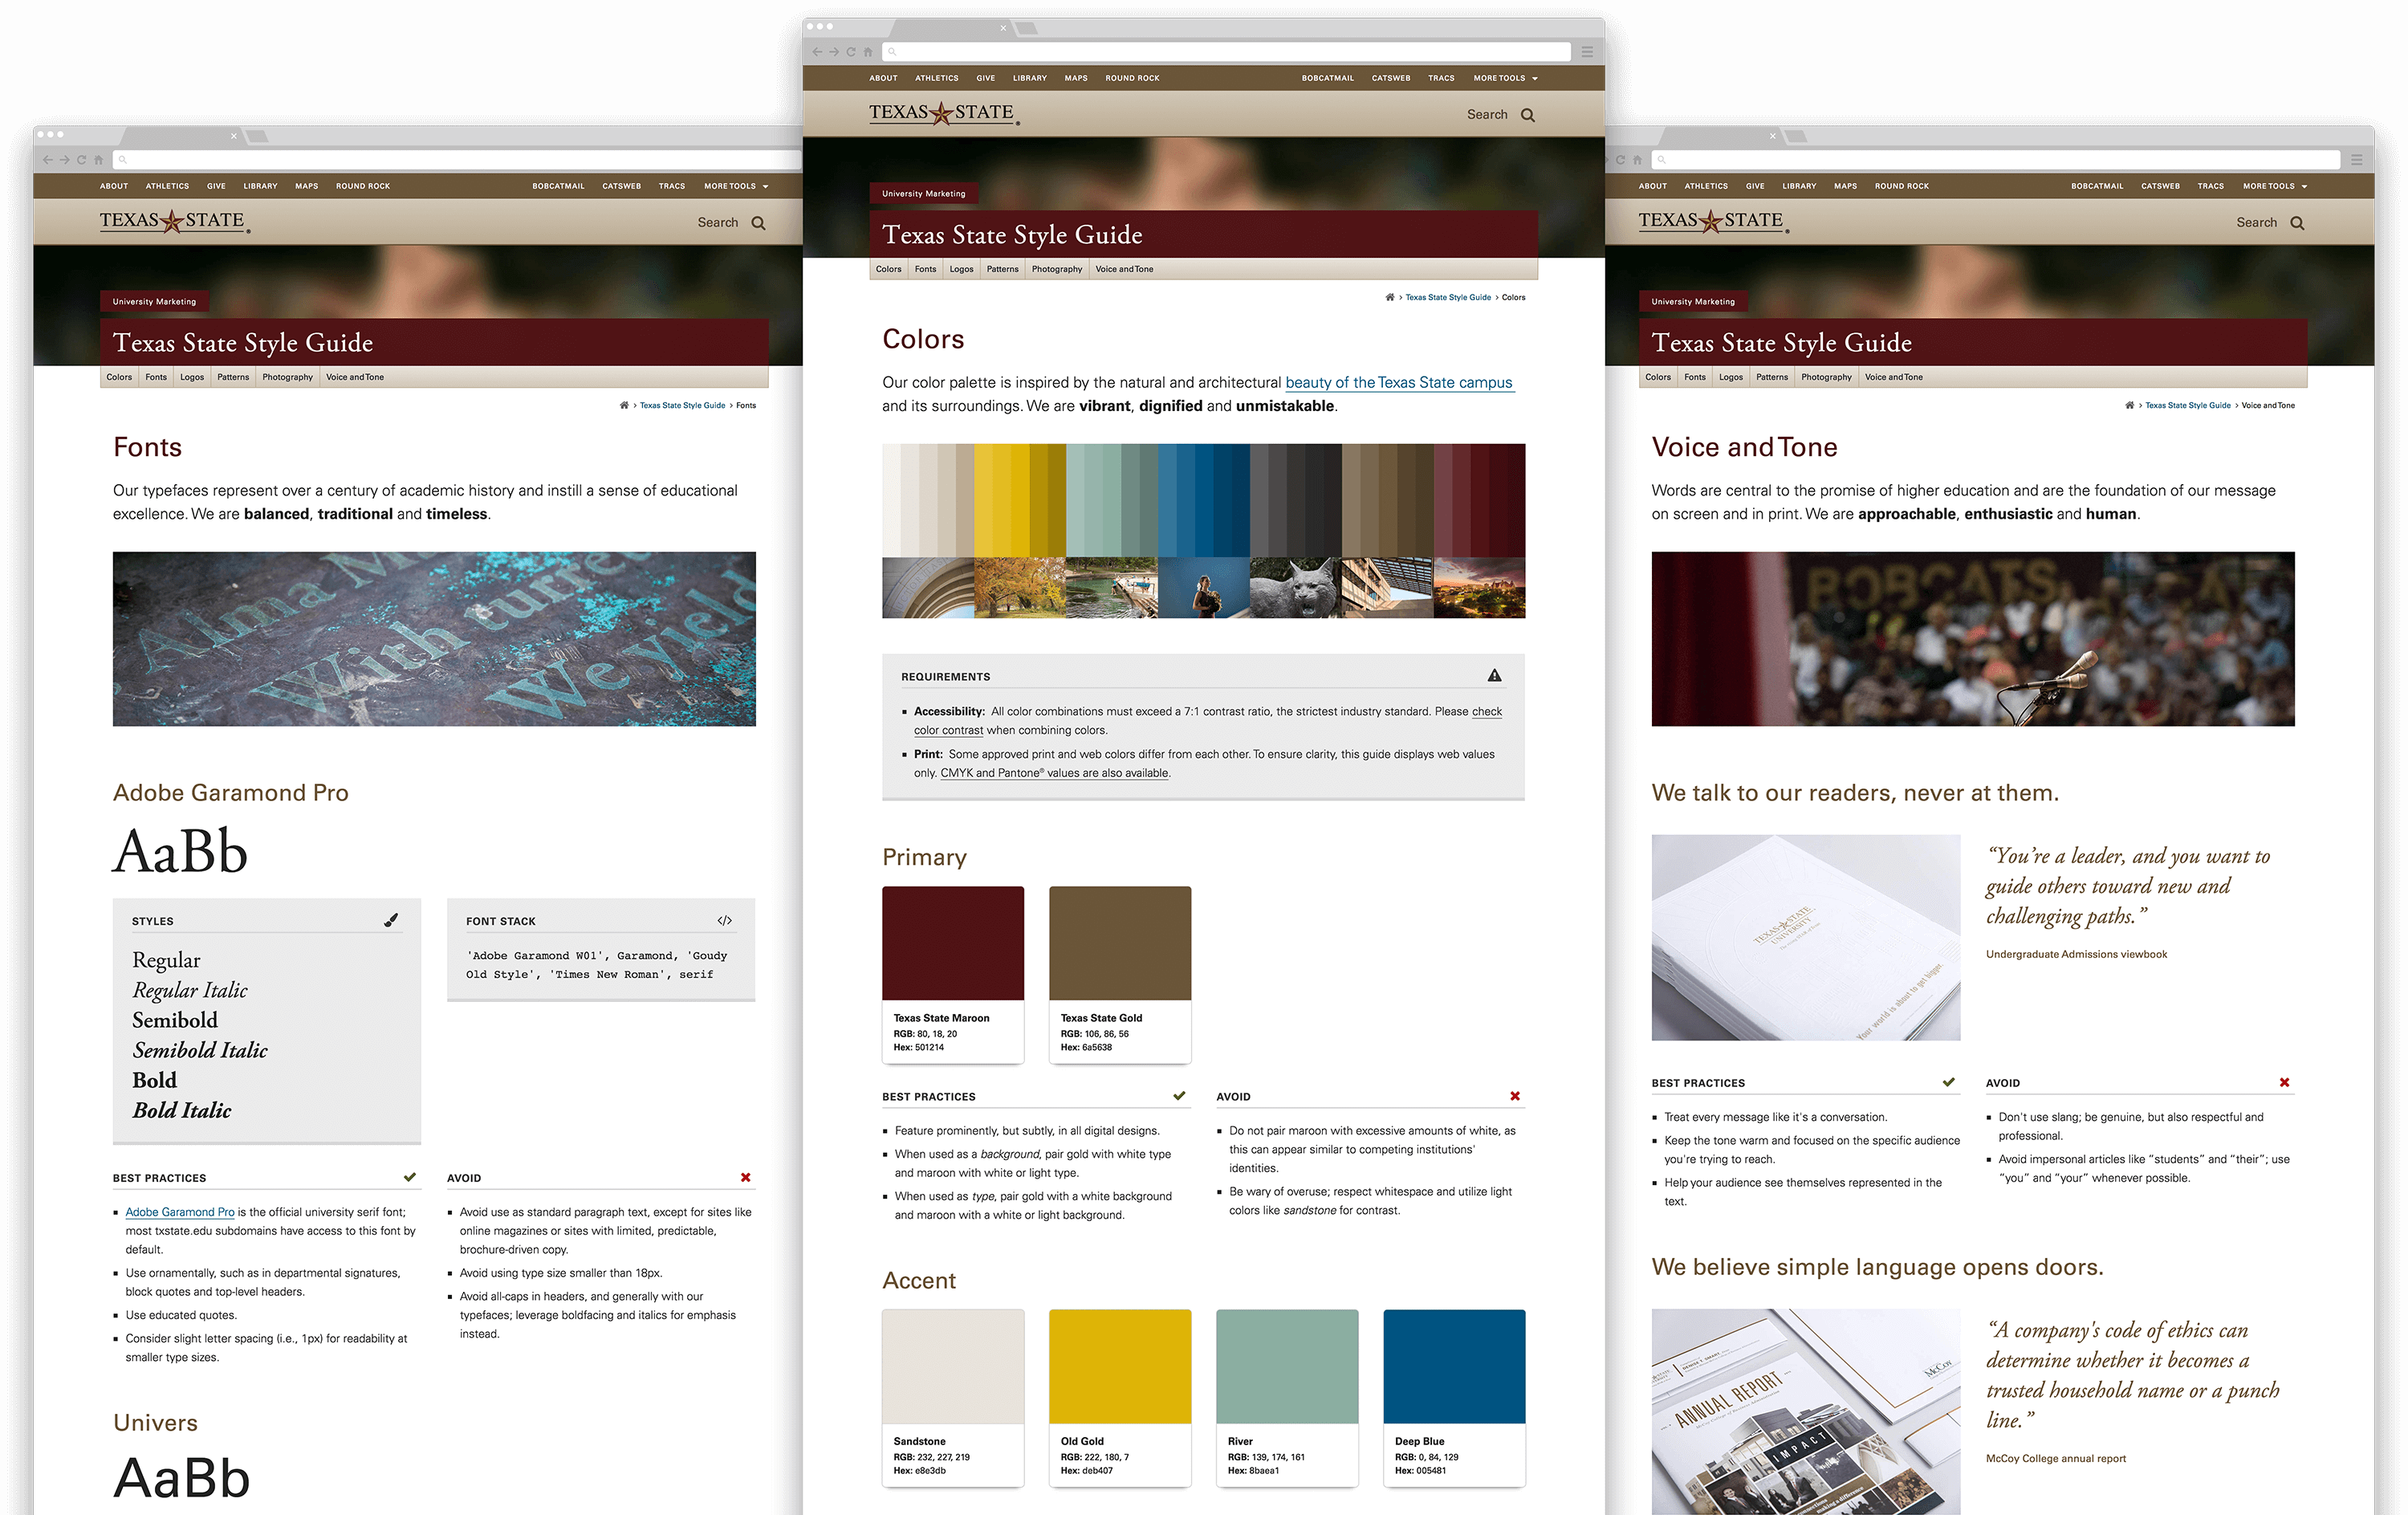 ABOUT ATHLETICS GIVE LIBRARY MAPS ROUND ROCK BOBCATMAIL CATSWEB TRACS MORE TOOLS
TEXAS STATE ®
Search
University Marketing
Texas State Style Guide
Colors Fonts Logos Patterns Photography Voice and Tone
> Texas State Style Guide > Fonts
Fonts
Our typefaces represent over a century of academic history and instill a sense of educational
excellence. We are balanced, traditional and timeless.
Alma M
With turre
We yield
Adobe Garamond Pro
AaBb
STYLES
Regular
Regular Italic
Semibold
Semibold Italic
Bold
Bold Italic
FONT STACK </>
'Adobe Garamond W01', Garamond, 'Goudy
Old Style', 'Times New Roman', serif
BEST PRACTICES
Adobe Garamond Pro is the official university serif font;
most txstate.edu subdomains have access to this font by
default.
Use ornamentally, such as in departmental signatures,
block quotes and top-level headers.
Use educated quotes.
Consider slight letter spacing (i.e., 1px) for readability at
smaller type sizes.
AVOID
Avoid use as standard paragraph text, except for sites like
online magazines or sites with limited, predictable,
brochure-driven copy.
Avoid using type size smaller than 18px.
Avoid all-caps in headers, and generally with our
typefaces; leverage boldfacing and italics for emphasis
instead.
Univers
AaBb
ABOUT ATHLETICS GIVE LIBRARY MAPS ROUND ROCK BOBCATMAIL CATSWEB TRACS MORE TOOLS
TEXAS STATE ®
Search
University Marketing
Texas State Style Guide
Colors Fonts Logos Patterns Photography Voice and Tone
> Texas State Style Guide > Colors
Colors
Our color palette is inspired by the natural and architectural beauty of the Texas State campus
and its surroundings. We are vibrant, dignified and unmistakable.
REQUIREMENTS
Accessibility: All color combinations must exceed a 7:1 contrast ratio, the strictest industry standard. Please check
color contrast when combining colors.
Print: Some approved print and web colors differ from each other. To ensure clarity, this guide displays web values
only. CMYK and Pantone® values are also available.
Primary
Texas State Maroon
RGB: 80, 18, 20
Hex: 501214
Texas State Gold
RGB: 106, 86, 56
Hex: 6a5638
BEST PRACTICES
Feature prominently, but subtly, in all digital designs.
When used as a background, pair gold with white type
and maroon with white or light type.
When used as type, pair gold with a white background
and maroon with a white or light background.
AVOID
Do not pair maroon with excessive amounts of white, as
this can appear similar to competing institutions'
identities.
Be wary of overuse; respect whitespace and utilize light
colors like sandstone for contrast.
Accent
Sandstone
RGB: 232, 227, 219
Hex: e8e3db
Old Gold
RGB: 222, 180, 7
Hex: deb407
River
RGB: 139, 174, 161
Hex: 8baea1
Deep Blue
RGB: 0, 84, 129
Hex: 005481
ABOUT ATHLETICS GIVE LIBRARY MAPS ROUND ROCK BOBCATMAIL CATSWEB TRACS MORE TOOLS
TEXAS STATE ®
Search
University Marketing
Texas State Style Guide
Colors Fonts Logos Patterns Photography Voice and Tone
> Texas State Style Guide > Voice and Tone
Voice and Tone
Words are central to the promise of higher education and are the foundation of our message
on screen and in print. We are approachable, enthusiastic and human.
BOBCATS
We talk to our readers, never at them.
TEXAS STATE
UNIVERSITY
Your world is about to get bigger.
“You’re a leader, and you want to
guide others toward new and
challenging paths.”
Undergraduate Admissions viewbook
BEST PRACTICES
Treat every message like it's a conversation.
Keep the tone warm and focused on the specific audience
you're trying to reach.
Help your audience see themselves represented in the
text.
AVOID
Don't use slang; be genuine, but also respectful and
professional.
Avoid impersonal articles like “students” and “their”; use
“you” and “your” whenever possible.
We believe simple language opens doors.
McCoy
ANNUAL REPORT
IMPACT
“A company's code of ethics can
determine whether it becomes a
trusted household name or a punch
line.”
McCoy College annual report